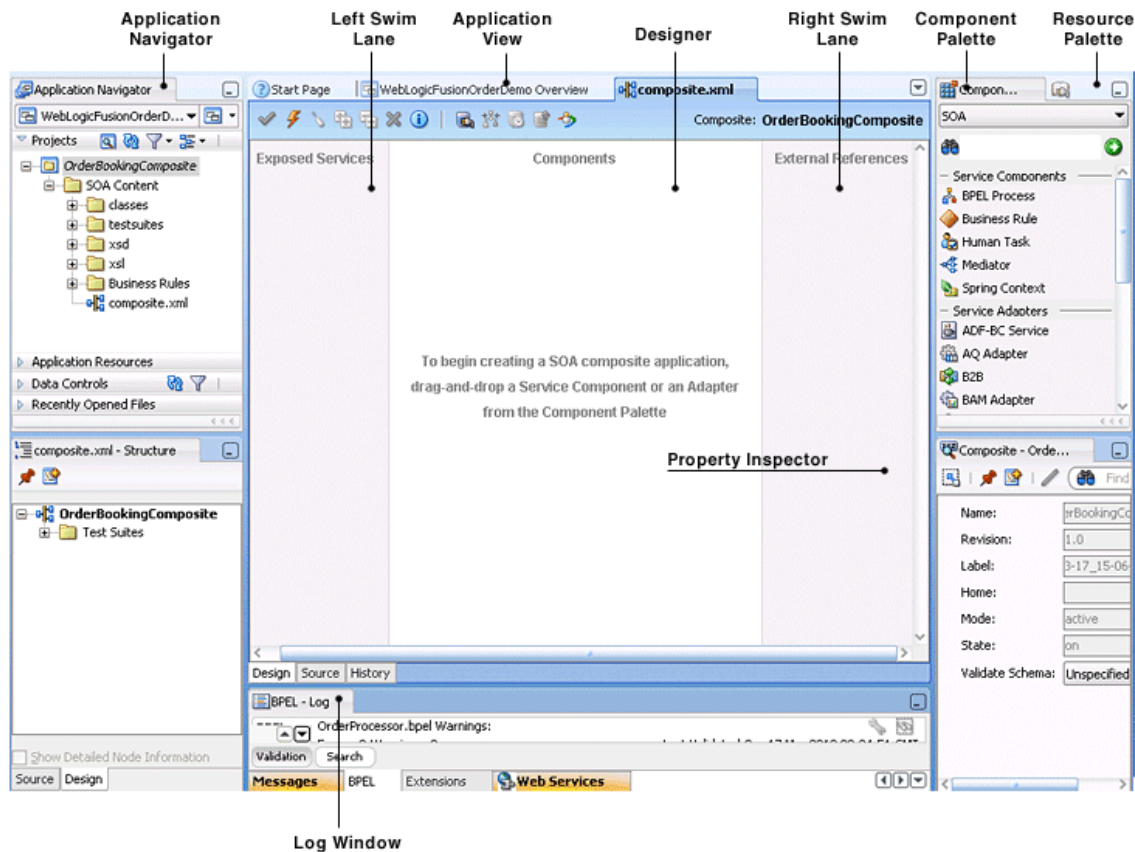 Application Navigator
Left Swim Lane
Application View
Designer
Right Swim Lane
Component Palette
Resource Palette
Application Navigator
WebLogicFusionOrderD...
Projects
OrderBookingComposite
SOA Content
classes
testsuites
xsd
xsl
Business Rules
composite.xml
Application Resources
Data Controls
Recently Opened Files
composite.xml - Structure
OrderBookingComposite
Test Suites
Show Detailed Node Information
Source Design
Start Page
WebLogicFusionOrderDemo Overview
composite.xml
Composite: OrderBookingComposite
Exposed Services
Components
External References
To begin creating a SOA composite application,
drag-and-drop a Service Component or an Adapter
from the Component Palette
Property Inspector
Design Source History
BPEL - Log
OrderProcessor.bpel Warnings:
Validation Search
Messages BPEL Extensions Web Services
Log Window
Compon...
SOA
Service Components
BPEL Process
Business Rule
Human Task
Mediator
Spring Context
Service Adapters
ADF-BC Service
AQ Adapter
B2B
BAM Adapter
Composite - Orde...
Find
Name: rBookingCo
Revision: 1.0
Label: 3-17_15-06-
Home:
Mode: active
State: on
Validate Schema: Unspecified